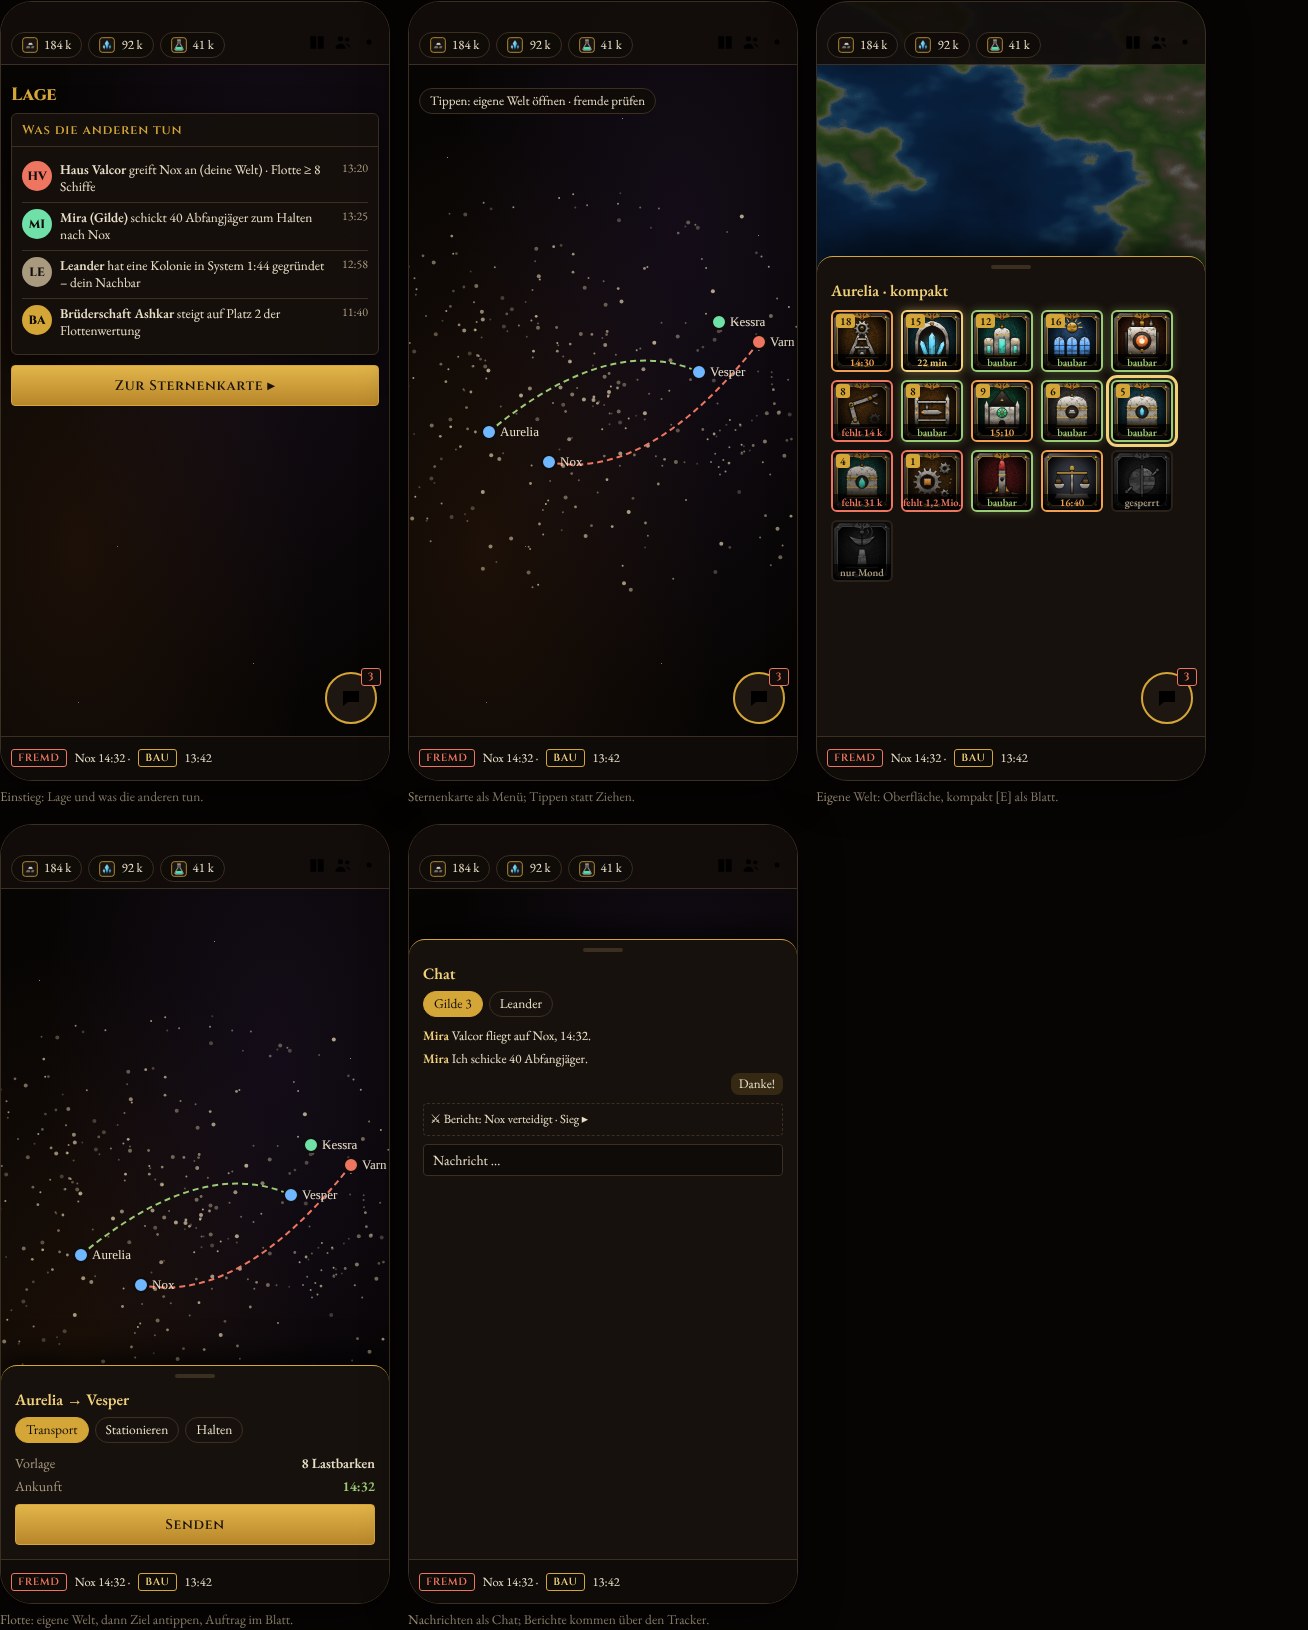 184 k 92 k 41 k
Lage
Was die anderen tun
HV Haus Valcor greift Nox an (deine Welt) · Flotte ≥ 8 13:20
Schiffe
MI Mira (Gilde) schickt 40 Abfangjäger zum Halten 13:25
nach Nox
LE Leander hat eine Kolonie in System 1:44 gegründet 12:58
– dein Nachbar
BA Brüderschaft Ashkar steigt auf Platz 2 der 11:40
Flottenwertung
Zur Sternenkarte ▸
3
FREMD Nox 14:32 · BAU 13:42
Einstieg: Lage und was die anderen tun.
184 k 92 k 41 k
Tippen: eigene Welt öffnen · fremde prüfen
Kessra
Varn
Vesper
Aurelia
Nox
3
FREMD Nox 14:32 · BAU 13:42
Sternenkarte als Menü; Tippen statt Ziehen.
184 k 92 k 41 k
Aurelia · kompakt
18 15 12 16
14:30 22 min baubar baubar baubar
8 8 9 6 5
fehlt 14 k baubar 15:10 baubar baubar
4 1
fehlt 31 k fehlt 1,2 Mio. baubar 16:40 gesperrt
nur Mond
3
FREMD Nox 14:32 · BAU 13:42
Eigene Welt: Oberfläche, kompakt [E] als Blatt.
184 k 92 k 41 k
Kessra
Varn
Vesper
Aurelia
Nox
Aurelia → Vesper
Transport Stationieren Halten
Vorlage 8 Lastbarken
Ankunft 14:32
Senden
FREMD Nox 14:32 · BAU 13:42
Flotte: eigene Welt, dann Ziel antippen, Auftrag im Blatt.
184 k 92 k 41 k
Chat
Gilde 3 Leander
Mira Valcor fliegt auf Nox, 14:32.
Mira Ich schicke 40 Abfangjäger.
Danke!
⚔ Bericht: Nox verteidigt · Sieg ▸
Nachricht ...
FREMD Nox 14:32 · BAU 13:42
Nachrichten als Chat; Berichte kommen über den Tracker.